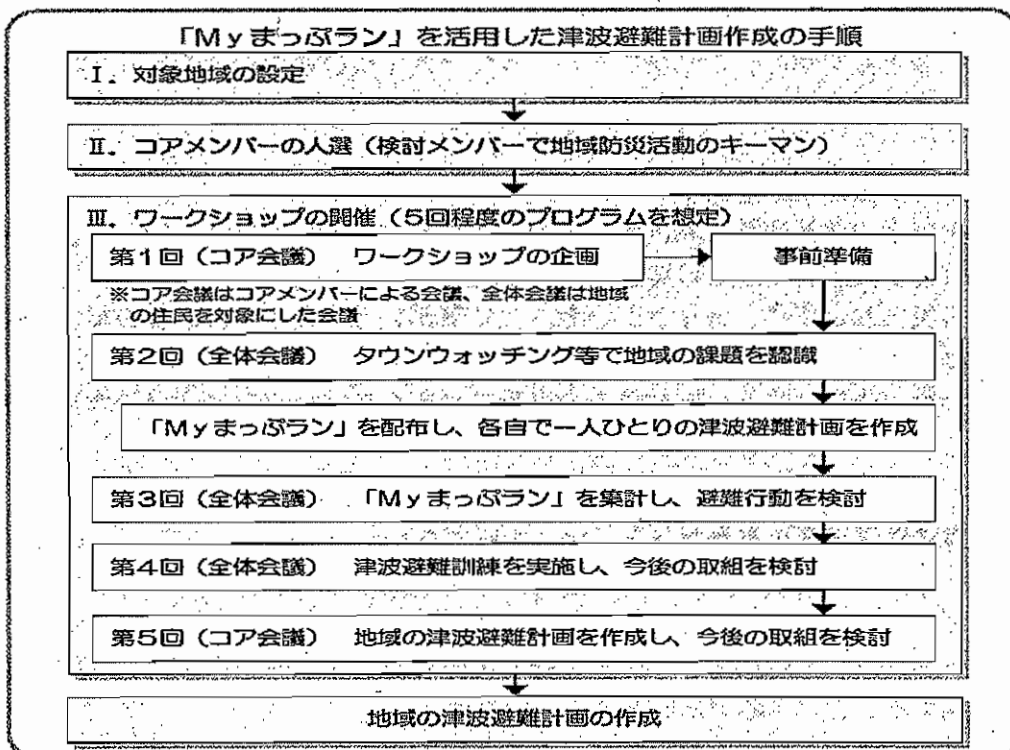 「Myまっぷラン」を活用した津波避難計画作成の手順
Ⅰ．対象地域の設定
Ⅱ．コアメンバーの人選（検討メンバーで地域防災活動のキーマン）
Ⅲ．ワークショップの開催（５回程度のプログラムを想定）
第１回（コア会議）　ワークショップの企画
事前準備
※コア会議はコアメンバーによる会議、全体会議は地域
の住民を対象にした会議
第２回（全体会議）　タウンウォッチング等で地域の課題を認識
「Myまっぷラン」を配布し、各自で一人ひとりの津波避難計画を作成
第３回（全体会議）　「Myまっぷラン」を集計し、避難行動を検討
第４回（全体会議）　津波避難訓練を実施し、今後の取組を検討
第５回（コア会議）　地域の津波避難計画を作成し、今後の取組を検討
地域の津波避難計画の作成